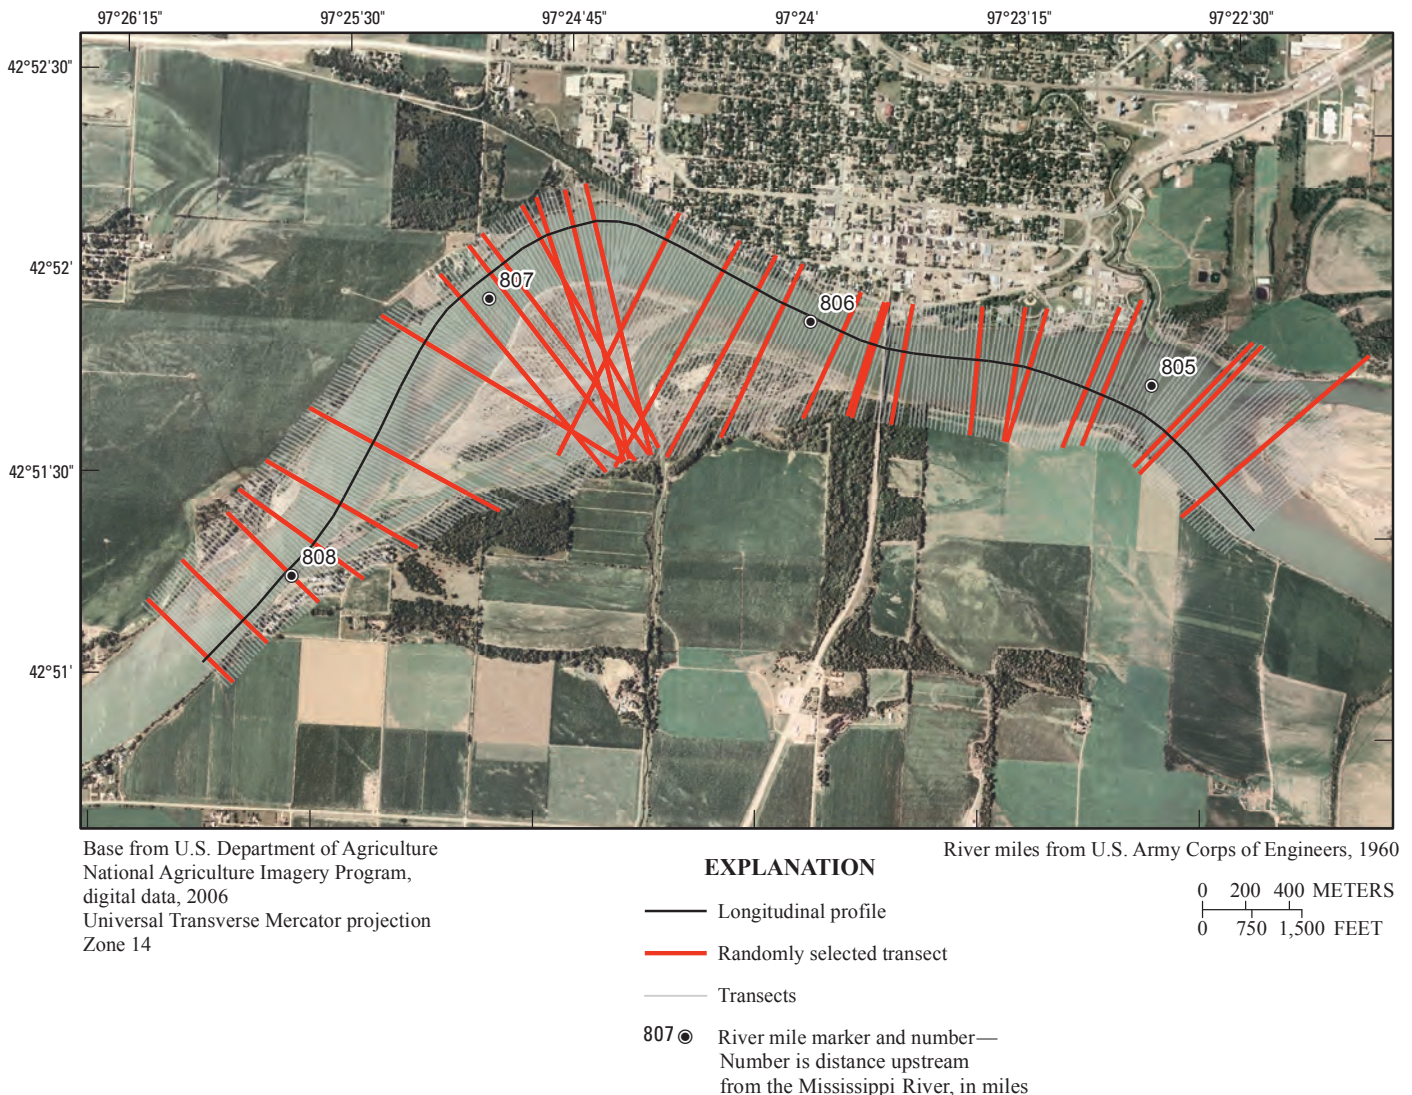 97°26'15" 97°25'30" 97°24'45" 97°24' 97°23'15" 97°22'30"
42°52'30"
42°52'
42°51'30"
42°51'
807
806
805
808
Base from U.S. Department of Agriculture
National Agriculture Imagery Program,
digital data, 2006
Universal Transverse Mercator projection
Zone 14
River miles from U.S. Army Corps of Engineers, 1960
0 200 400 METERS
0 750 1,500 FEET
EXPLANATION
Longitudinal profile
Randomly selected transect
Transects
807 River mile marker and number—
Number is distance upstream
from the Mississippi River, in miles